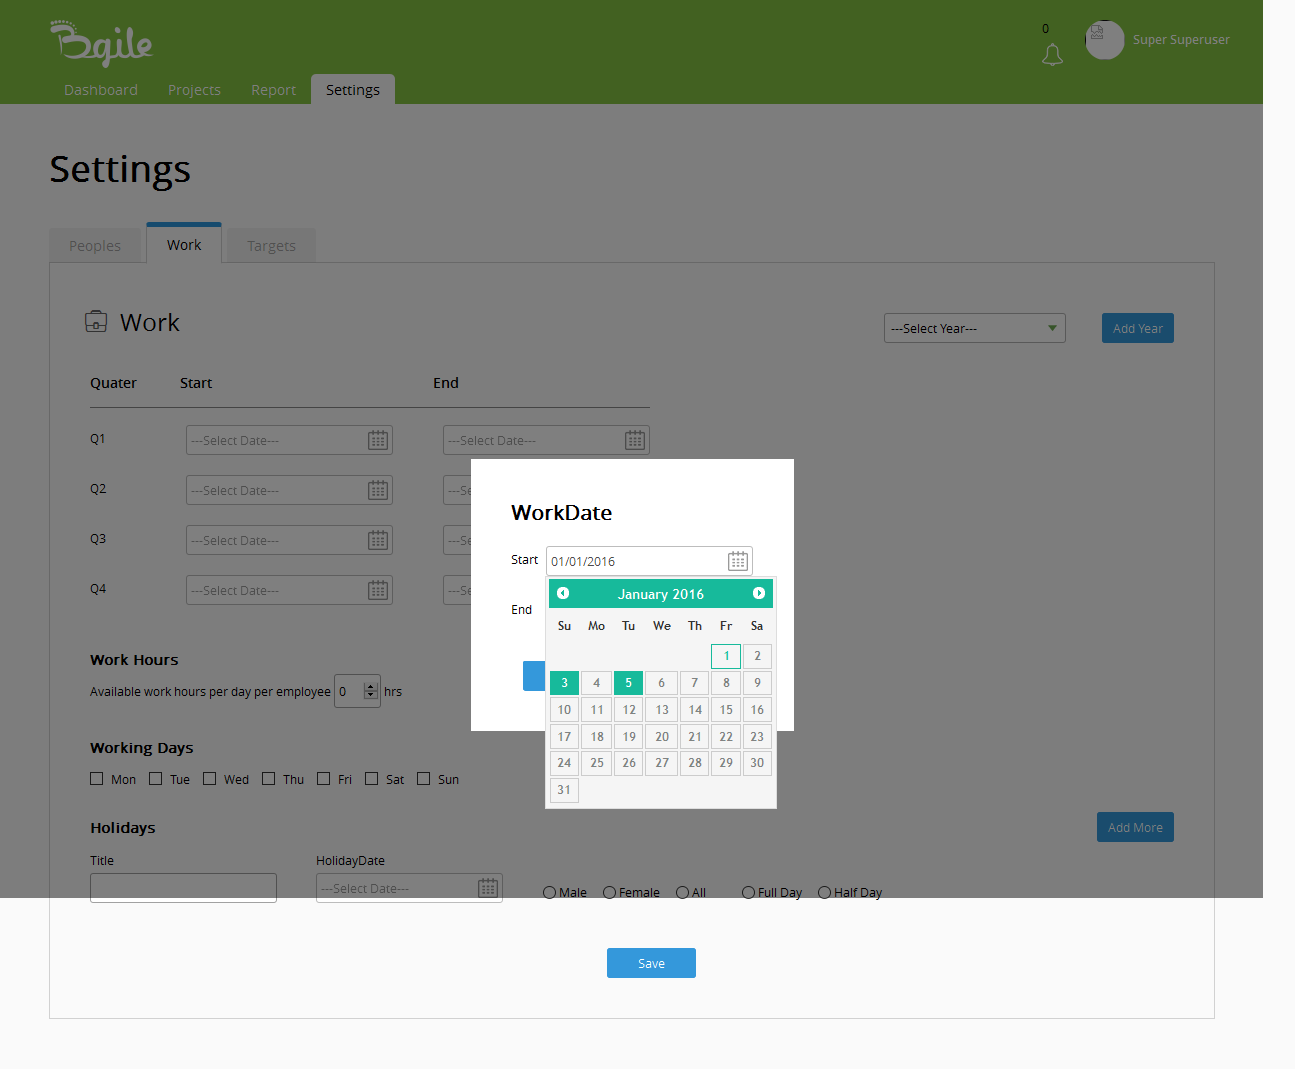 Bqile
0
Super Superuser
Dashboard Projects Report Settings
Settings
Peoples Work Targets
Work
---Select Year---
Add Year
Quater Start End
Q1 ---Select Date--- ---Select Date---
Q2 ---Select Date--- ---Se
Q3 ---Select Date--- ---Se
Q4 ---Select Date--- ---Se
WorkDate
Start 01/01/2016
End
January 2016
Su Mo Tu We Th Fr Sa
1 2
3 4 5 6 7 8 9
10 11 12 13 14 15 16
17 18 19 20 21 22 23
24 25 26 27 28 29 30
31
Work Hours
Available work hours per day per employee 0 hrs
Working Days
Mon Tue Wed Thu Fri Sat Sun
Holidays
Add More
Title HolidayDate
---Select Date--- Male Female All Full Day Half Day
Save